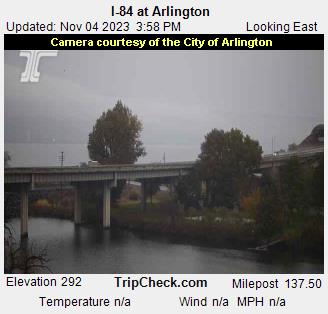 I-84 at Arlington
Updated: Nov 04 2023 3:58 PM Looking East
Camera courtesy of the City of Arlington
Elevation 292 TripCheck.com Milepost 137.50
Temperature n/a Wind n/a MPH n/a